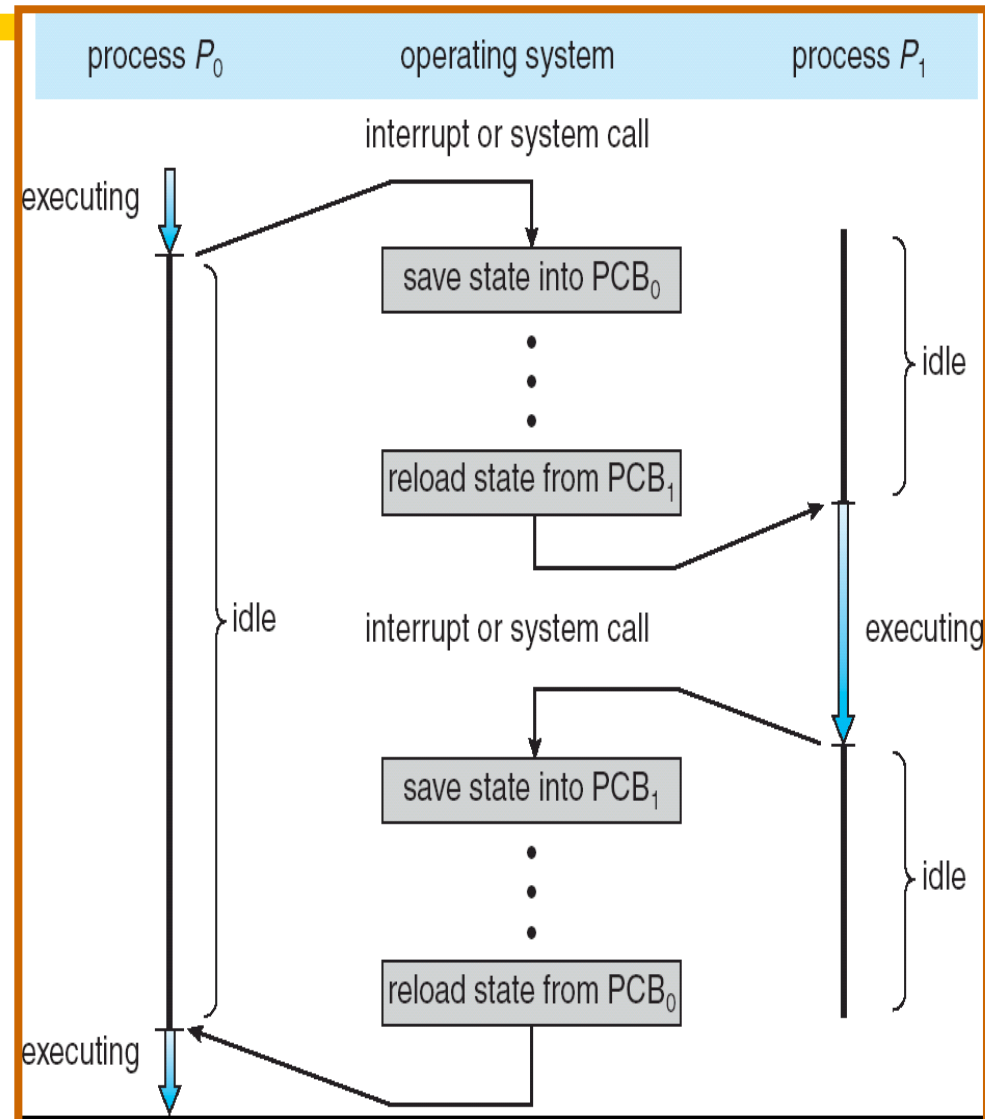 process P₀ operating system process P₁
interrupt or system call
executing
save state into PCB₀
idle
reload state from PCB₁
idle
interrupt or system call
executing
save state into PCB₁
idle
reload state from PCB₀
executing